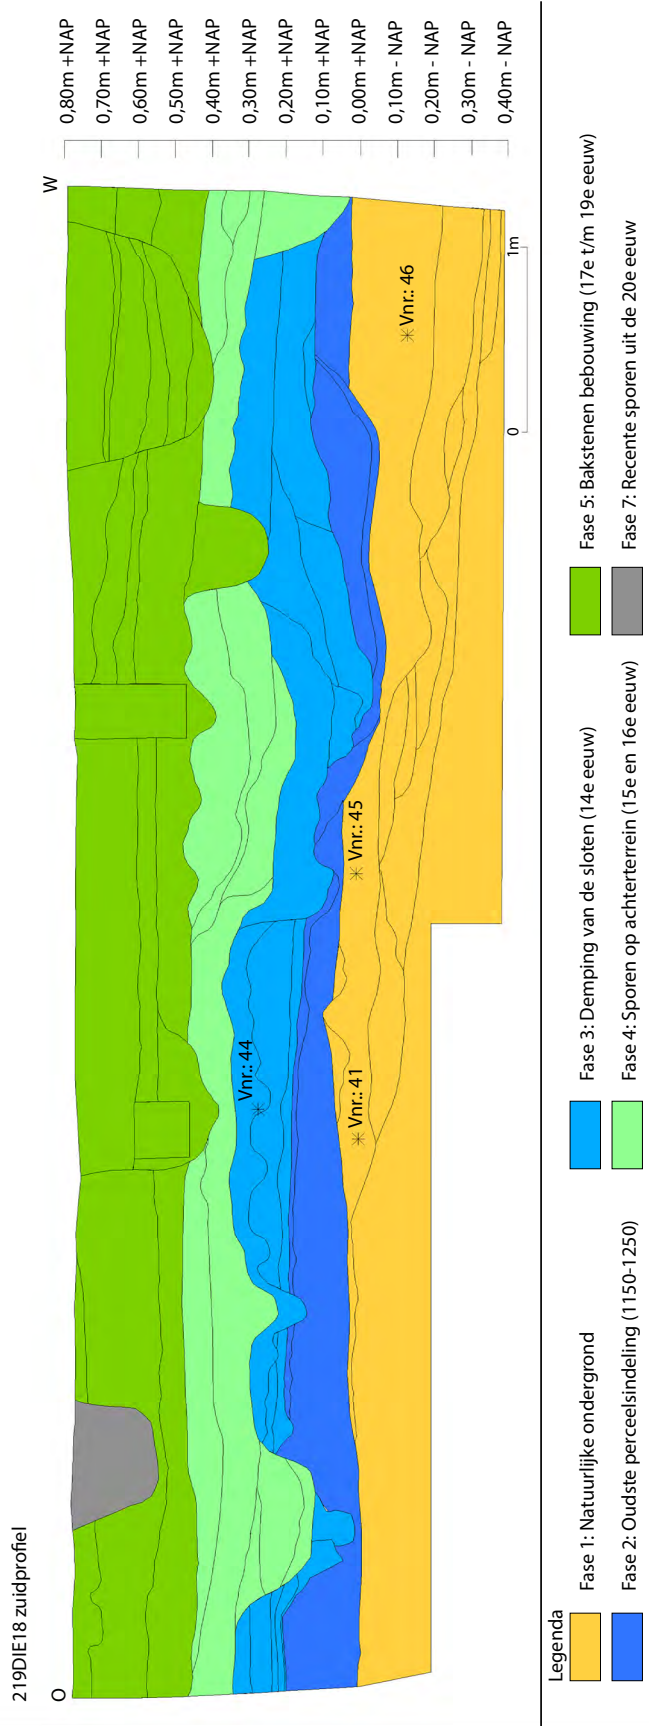 219DIE18 zuidprofiel
O
W
0,80m +NAP
0,70m +NAP
0,60m +NAP
0,50m +NAP
0,40m +NAP
0,30m +NAP
0,20m +NAP
0,10m +NAP
0,00m +NAP
0,10m - NAP
0,20m - NAP
0,30m - NAP
0,40m - NAP
Vnr.: 44
Vnr.: 41
Vnr.: 45
Vnr.: 46
0
1m
Legenda
Fase 1: Natuurlijke ondergrond
Fase 2: Oudste perceelsindeling (1150-1250)
Fase 3: Demping van de sloten (14e eeuw)
Fase 4: Sporen op achterterrein (15e en 16e eeuw)
Fase 5: Bakstenen bebouwing (17e t/m 19e eeuw)
Fase 7: Recente sporen uit de 20e eeuw